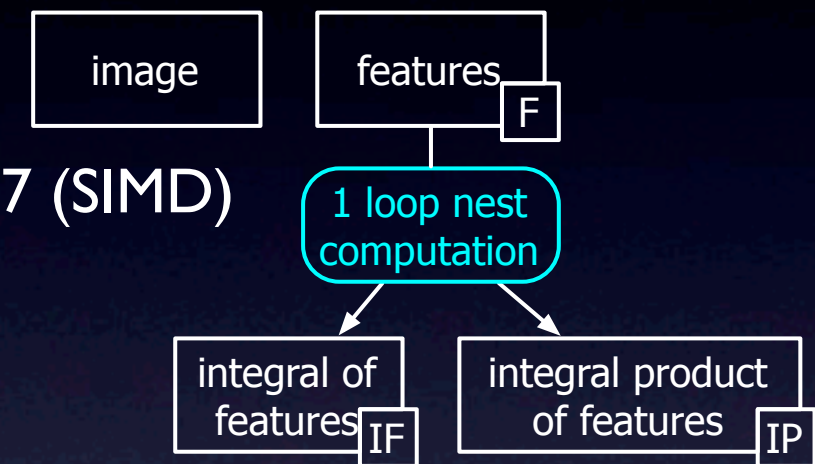 image
features
F
7 (SIMD)
1 loop nest
computation
integral of
features
IF
integral product
of features
IP